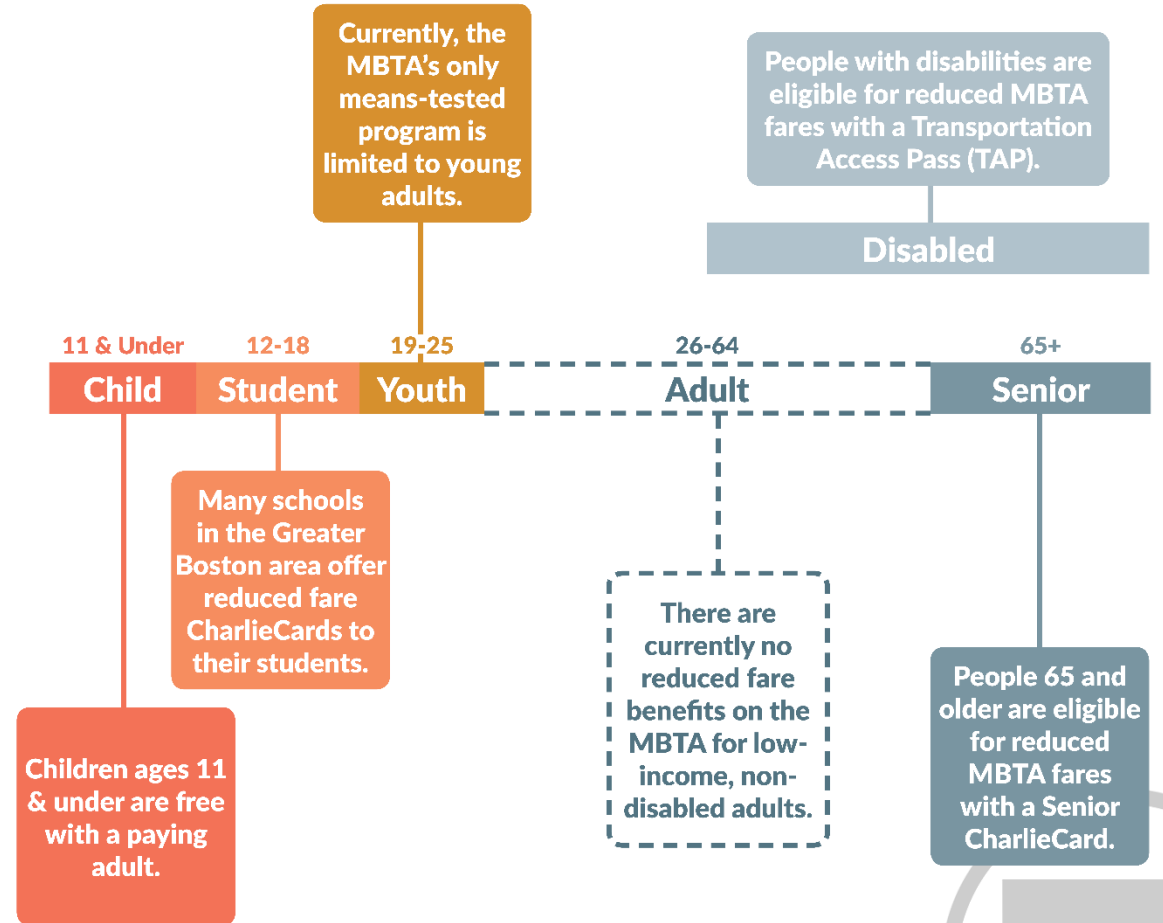 Currently, the
MBTA's only
means-tested
program is
limited to young
adults.
People with disabilities are
eligible for reduced MBTA
fares with a Transportation
Access Pass (TAP).
Disabled
11 & Under
12-18
19-25
26-64
65+
Child
Student
Youth
Adult
Senior
Many schools
in the Greater
Boston area offer
reduced fare
CharlieCards to
their students.
There are
currently no
reduced fare
benefits on the
MBTA for low-
income, non-
disabled adults.
People 65 and
older are eligible
for reduced
MBTA fares
with a Senior
CharlieCard.
Children ages 11
& under are free
with a paying
adult.